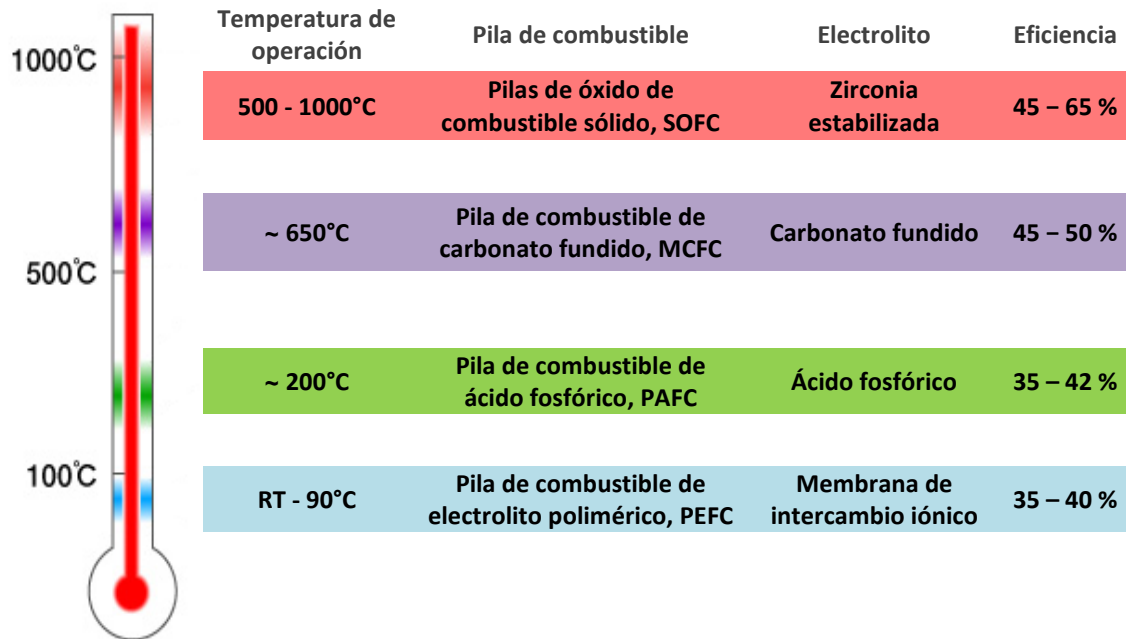 Temperatura de
operación
Pila de combustible
Electrolito
Eficiencia
1000℃
500 - 1000°C
Pilas de óxido de
combustible sólido, SOFC
Zirconia
estabilizada
45 – 65 %
~ 650°C
Pila de combustible de
carbonato fundido, MCFC
Carbonato fundido
45 – 50 %
500℃
~ 200°C
Pila de combustible de
ácido fosfórico, PAFC
Ácido fosfórico
35 – 42 %
100℃
RT - 90°C
Pila de combustible de
electrolito polimérico, PEFC
Membrana de
intercambio iónico
35 – 40 %